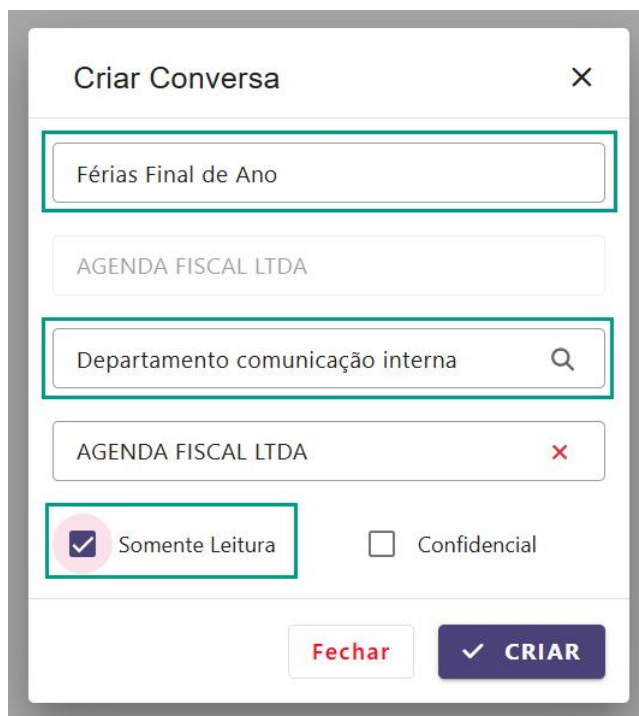 Criar Conversa
Férias Final de Ano
AGENDA FISCAL LTDA
Departamento comunicação interna
AGENDA FISCAL LTDA
Somente Leitura Confidencial
Fechar CRIAR